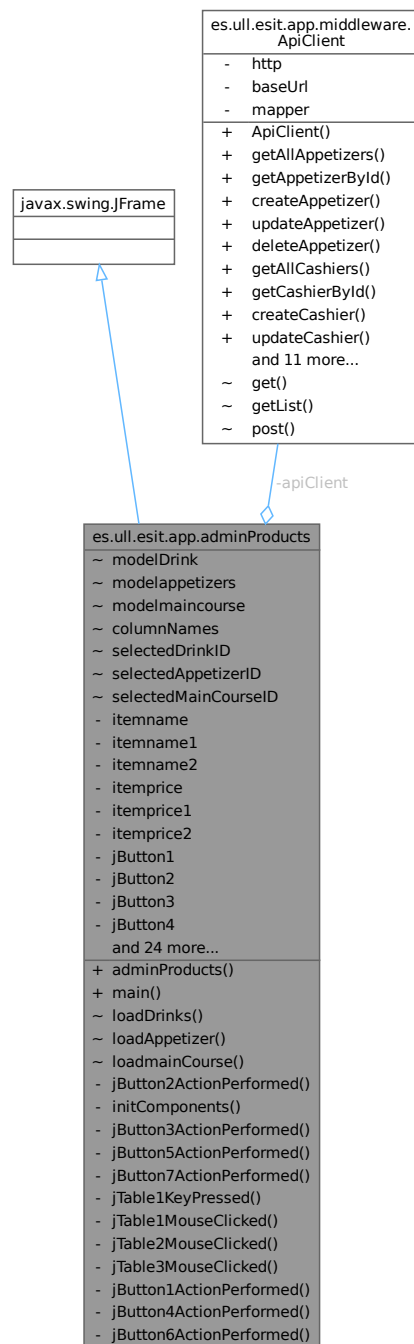 es.ull.esit.app.middleware.
ApiClient
- http
- baseUrl
- mapper
+ ApiClient()
+ getAllAppetizers()
+ getAppetizerById()
+ createAppetizer()
+ updateAppetizer()
+ deleteAppetizer()
+ getAllCashiers()
+ getCashierById()
+ createCashier()
+ updateCashier()
and 11 more...
~ get()
~ getList()
~ post()
javax.swing.JFrame
-apiClient
es.ull.esit.app.adminProducts
~ modelDrink
~ modelappetizers
~ modelmaincourse
~ columnNames
~ selectedDrinkID
~ selectedAppetizerID
~ selectedMainCourseID
- itemname
- itemname1
- itemname2
- itemprice
- itemprice1
- itemprice2
- jButton1
- jButton2
- jButton3
- jButton4
and 24 more...
+ adminProducts()
+ main()
~ loadDrinks()
~ loadAppetizer()
~ loadmainCourse()
- jButton2ActionPerformed()
- initComponents()
- jButton3ActionPerformed()
- jButton5ActionPerformed()
- jButton7ActionPerformed()
- jTable1KeyPressed()
- jTable1MouseClicked()
- jTable2MouseClicked()
- jTable3MouseClicked()
- jButton1ActionPerformed()
- jButton4ActionPerformed()
- jButton6ActionPerformed()